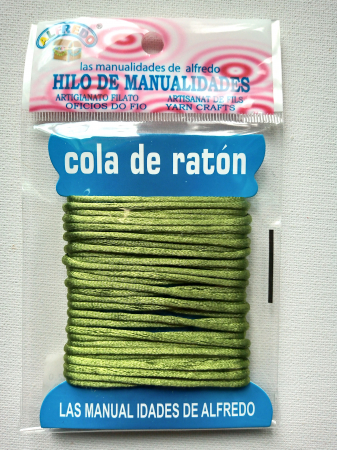 ALFREDO
las manualidades de alfredo
HILO DE MANUALIDADES
ARTIGIANATO FILATO ARTISANAT DE FILS
OFICIOS DO FIO YARN CRAFTS
cola de ratón
LAS MANUAL IDADES DE ALFREDO